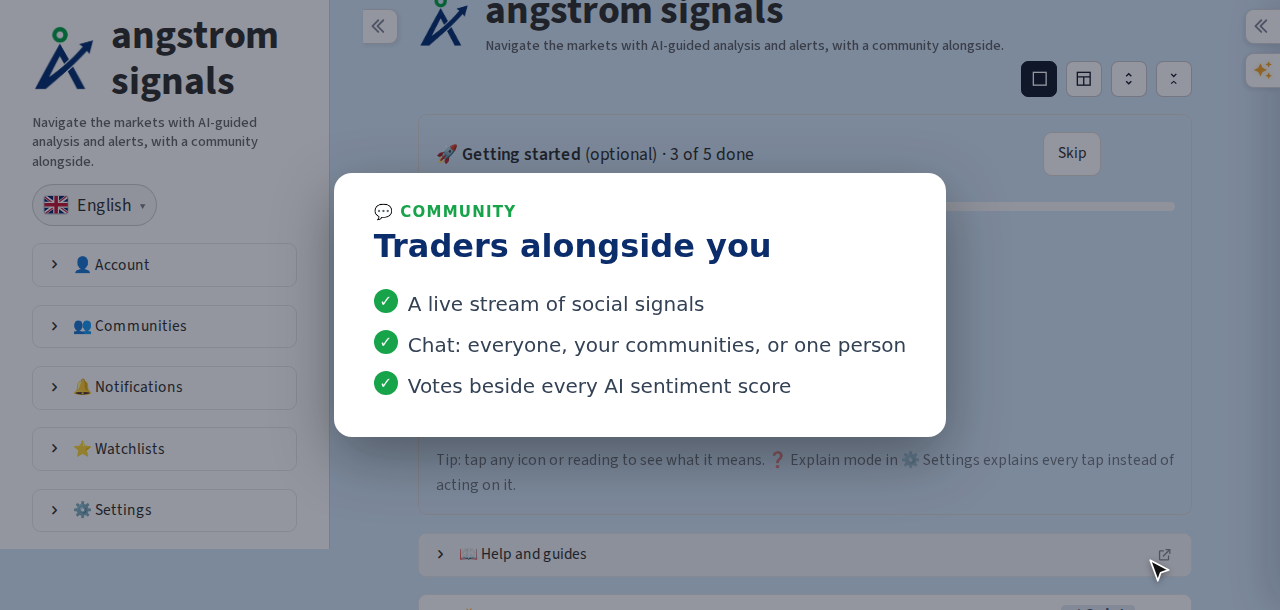 angstrom
signals
Navigate the markets with AI-guided
analysis and alerts, with a community
alongside.
English
Account
Communities
Notifications
Watchlists
Settings
angstrom signals
Navigate the markets with AI-guided analysis and alerts, with a community alongside.
Getting started (optional) · 3 of 5 done
Skip
COMMUNITY
Traders alongside you
A live stream of social signals
Chat: everyone, your communities, or one person
Votes beside every AI sentiment score
Tip: tap any icon or reading to see what it means. ❓ Explain mode in ⚙️ Settings explains every tap instead of
acting on it.
Help and guides